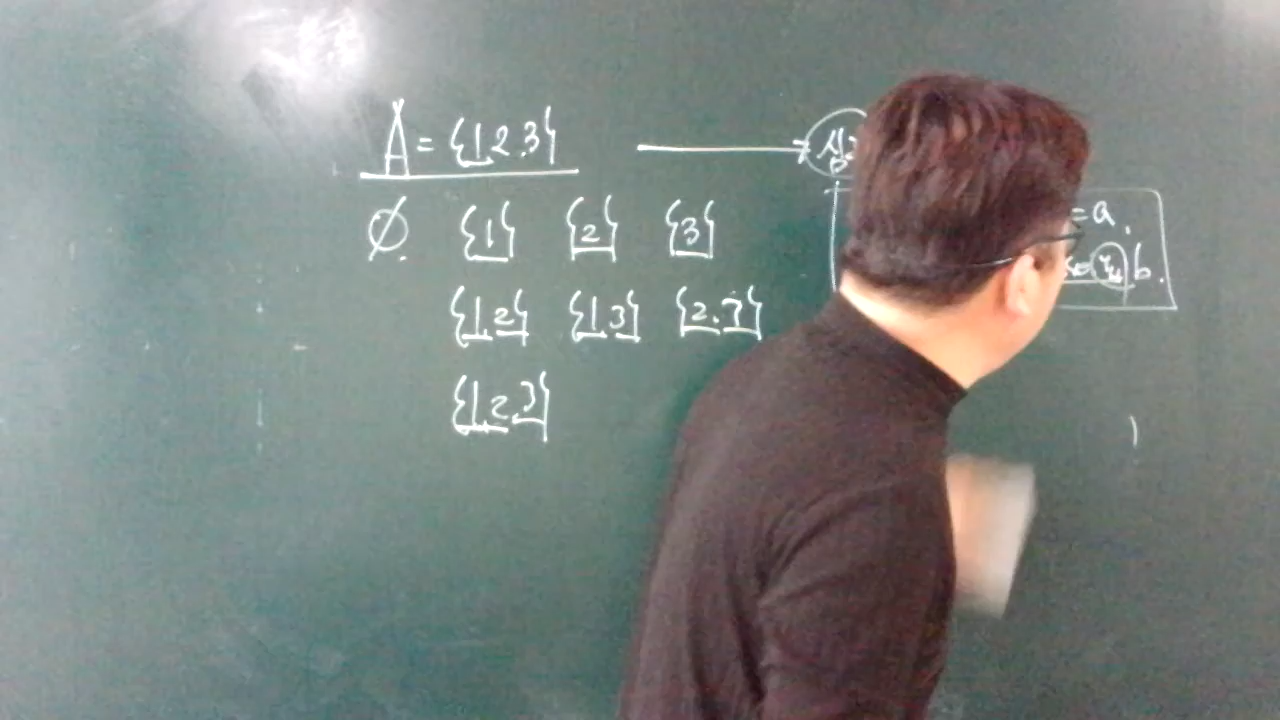 A = {1, 2, 3}
∅ {1} {2} {3}
{1, 2} {1, 3} {2, 3}
{1, 2, 3}
= a.
b.